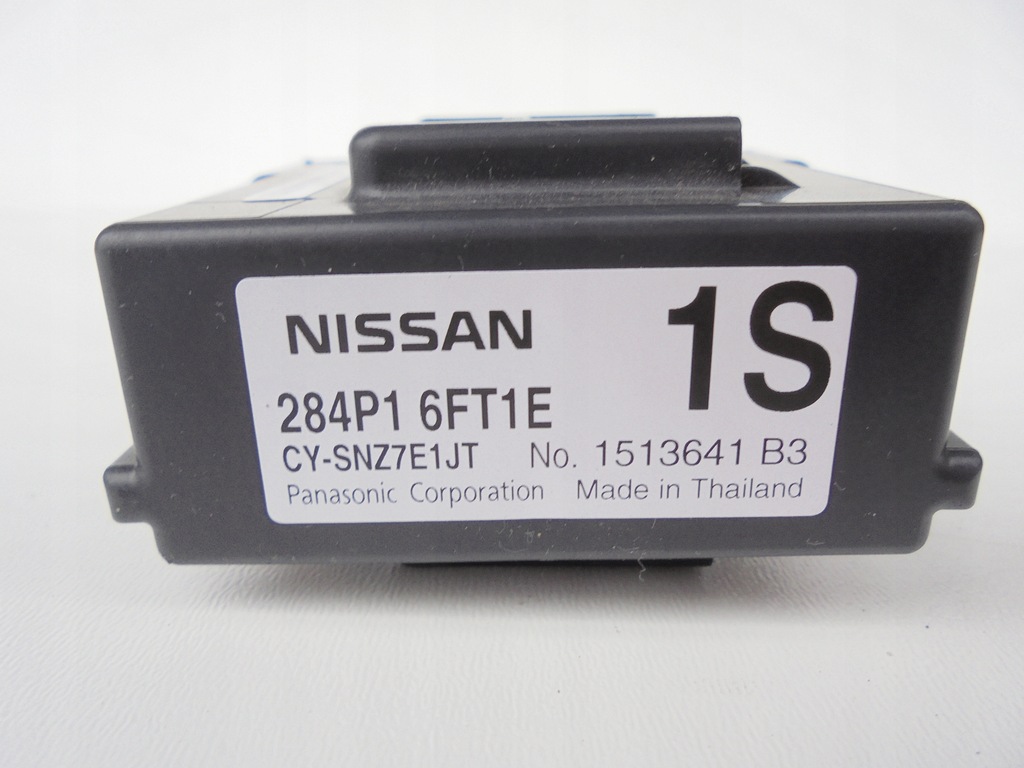 NISSAN 1S
284P1 6FT1E
CY-SNZ7E1JT No. 1513641 B3
Panasonic Corporation Made in Thailand